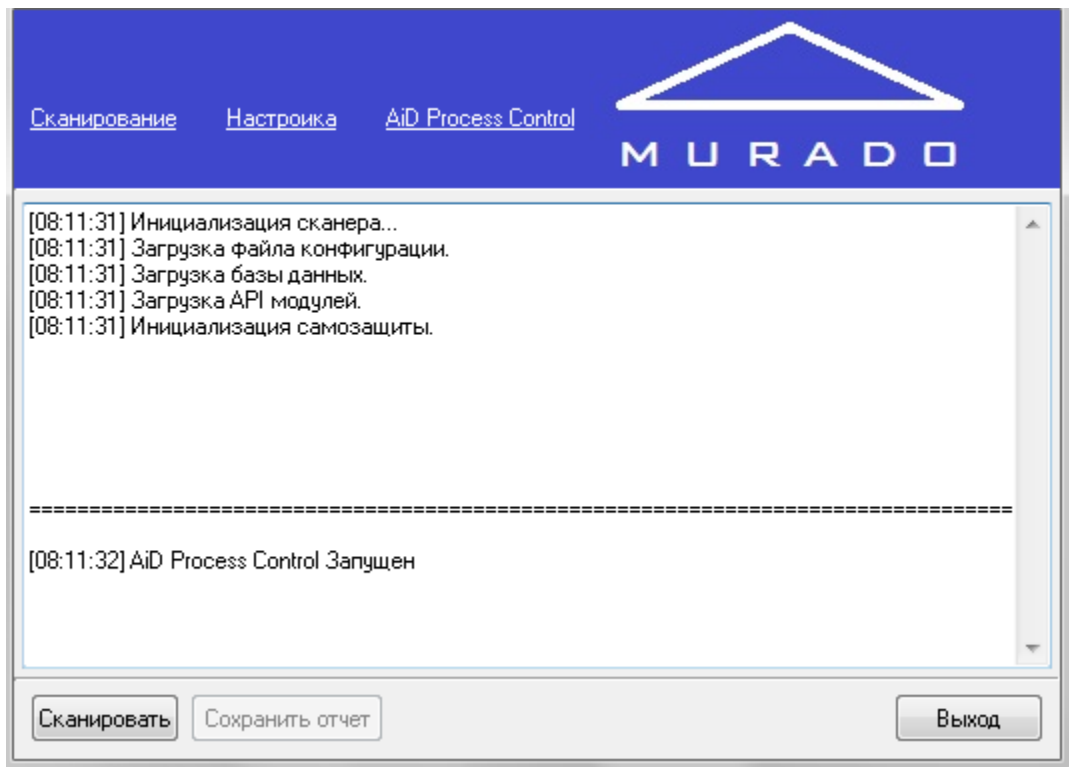 Сканирование Настроика AiD Process Control
MURADO
[08:11:31] Инициализация сканера...
[08:11:31] Загрузка файла конфигурации.
[08:11:31] Загрузка базы данных.
[08:11:31] Загрузка API модулей.
[08:11:31] Инициализация самозащиты.
==================================================================================
[08:11:32] AiD Process Control Запущен
Сканировать Сохранить отчет Выход